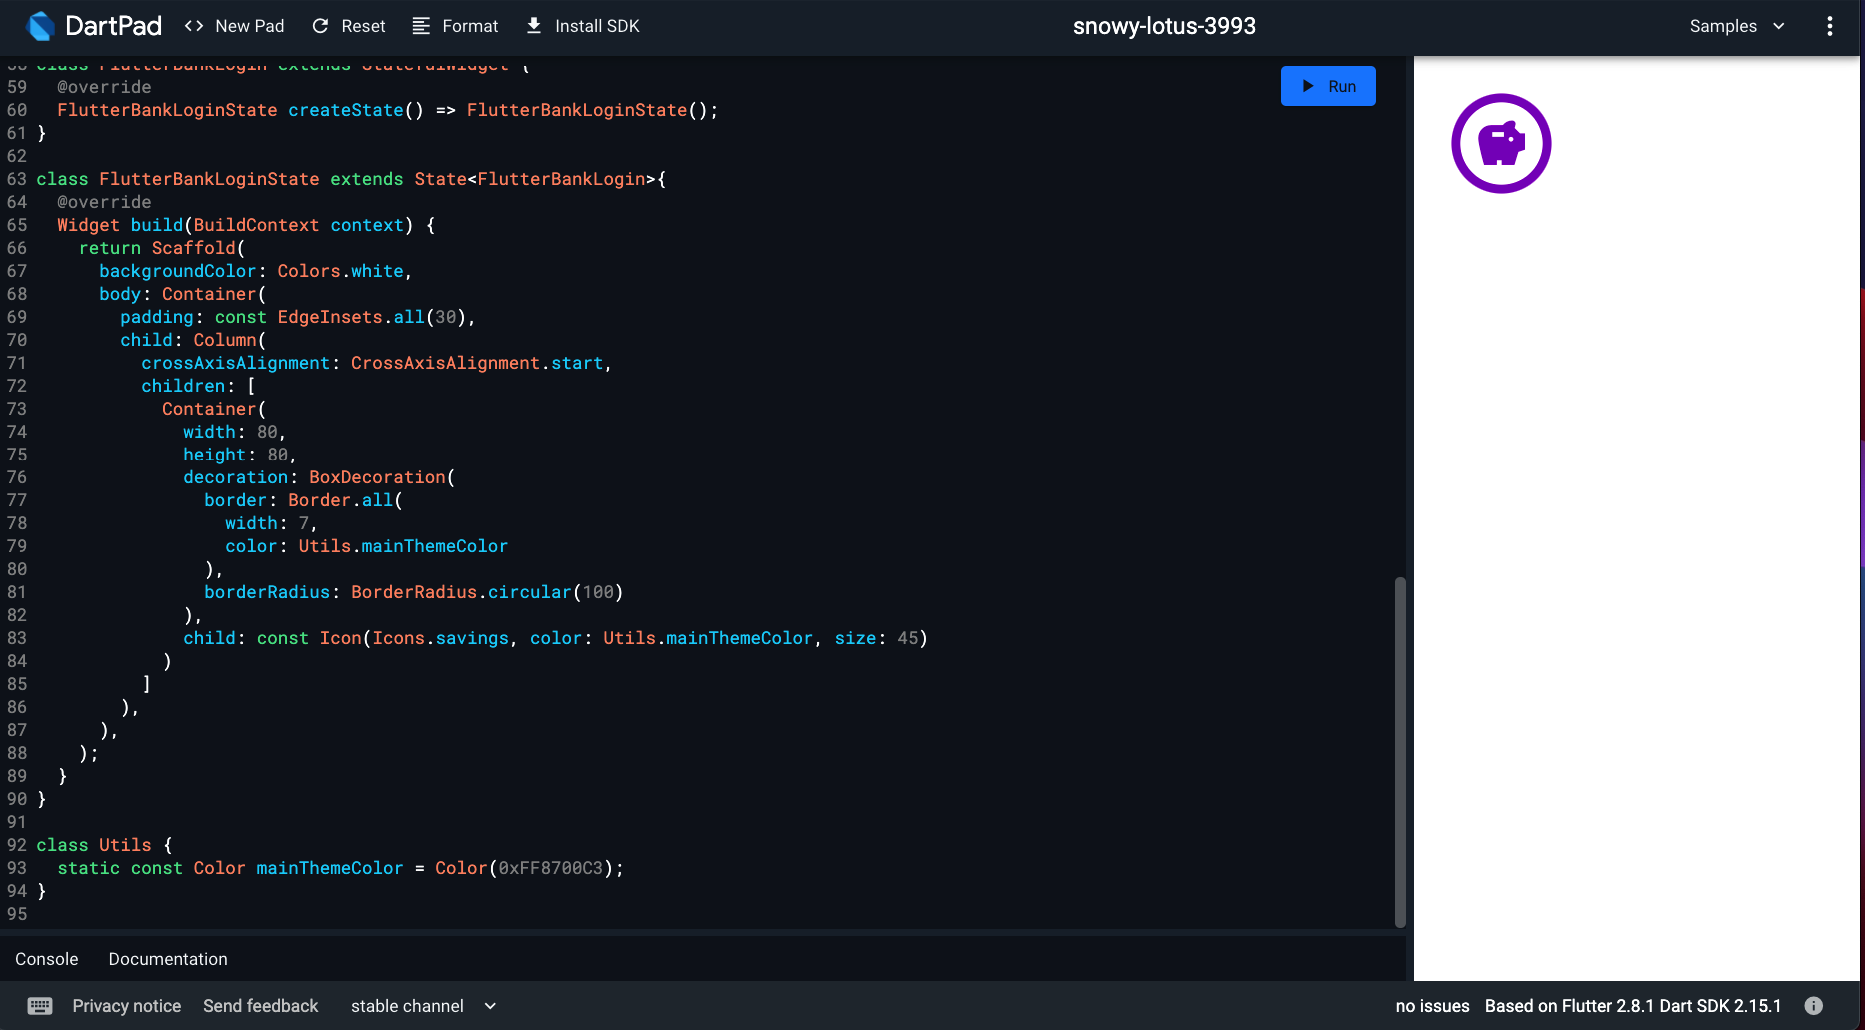 DartPad <> New Pad Reset Format Install SDK snowy-lotus-3993 Samples
58 class FlutterBankLogin extends StatefulWidget {
59 @override
60 FlutterBankLoginState createState() => FlutterBankLoginState();
61 }
62
63 class FlutterBankLoginState extends State<FlutterBankLogin>{
64 @override
65 Widget build(BuildContext context) {
66 return Scaffold(
67 backgroundColor: Colors.white,
68 body: Container(
69 padding: const EdgeInsets.all(30),
70 child: Column(
71 crossAxisAlignment: CrossAxisAlignment.start,
72 children: [
73 Container(
74 width: 80,
75 height: 80,
76 decoration: BoxDecoration(
77 border: Border.all(
78 width: 7,
79 color: Utils.mainThemeColor
80 ),
81 borderRadius: BorderRadius.circular(100)
82 ),
83 child: const Icon(Icons.savings, color: Utils.mainThemeColor, size: 45)
84 )
85 ]
86 ),
87 ),
88 );
89 }
90 }
91
92 class Utils {
93 static const Color mainThemeColor = Color(0xFF8700C3);
94 }
95
Run
Console Documentation
Privacy notice Send feedback stable channel no issues Based on Flutter 2.8.1 Dart SDK 2.15.1